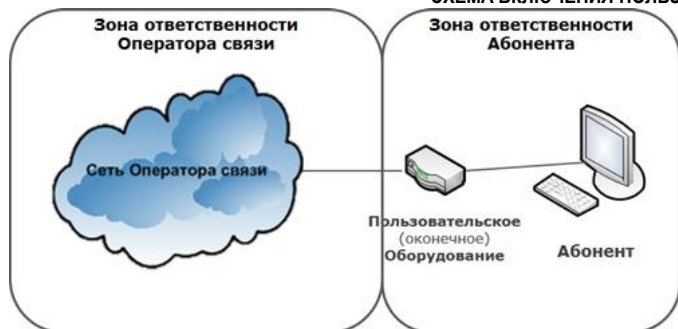 Зона ответственности
Оператора связи
Зона ответственности
Абонента
Сеть Оператора связи
Пользовательское
(оконечное)
Оборудование
Абонент